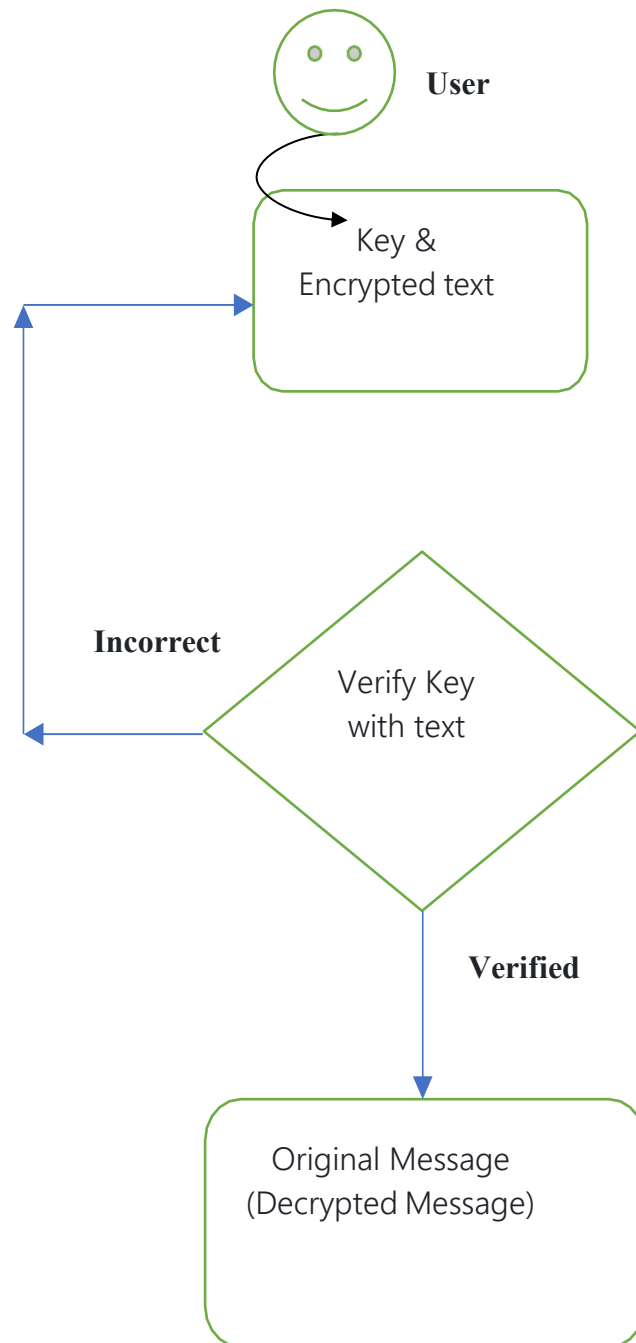 User
Key &
Encrypted text
Incorrect
Verify Key
with text
Verified
Original Message
(Decrypted Message)